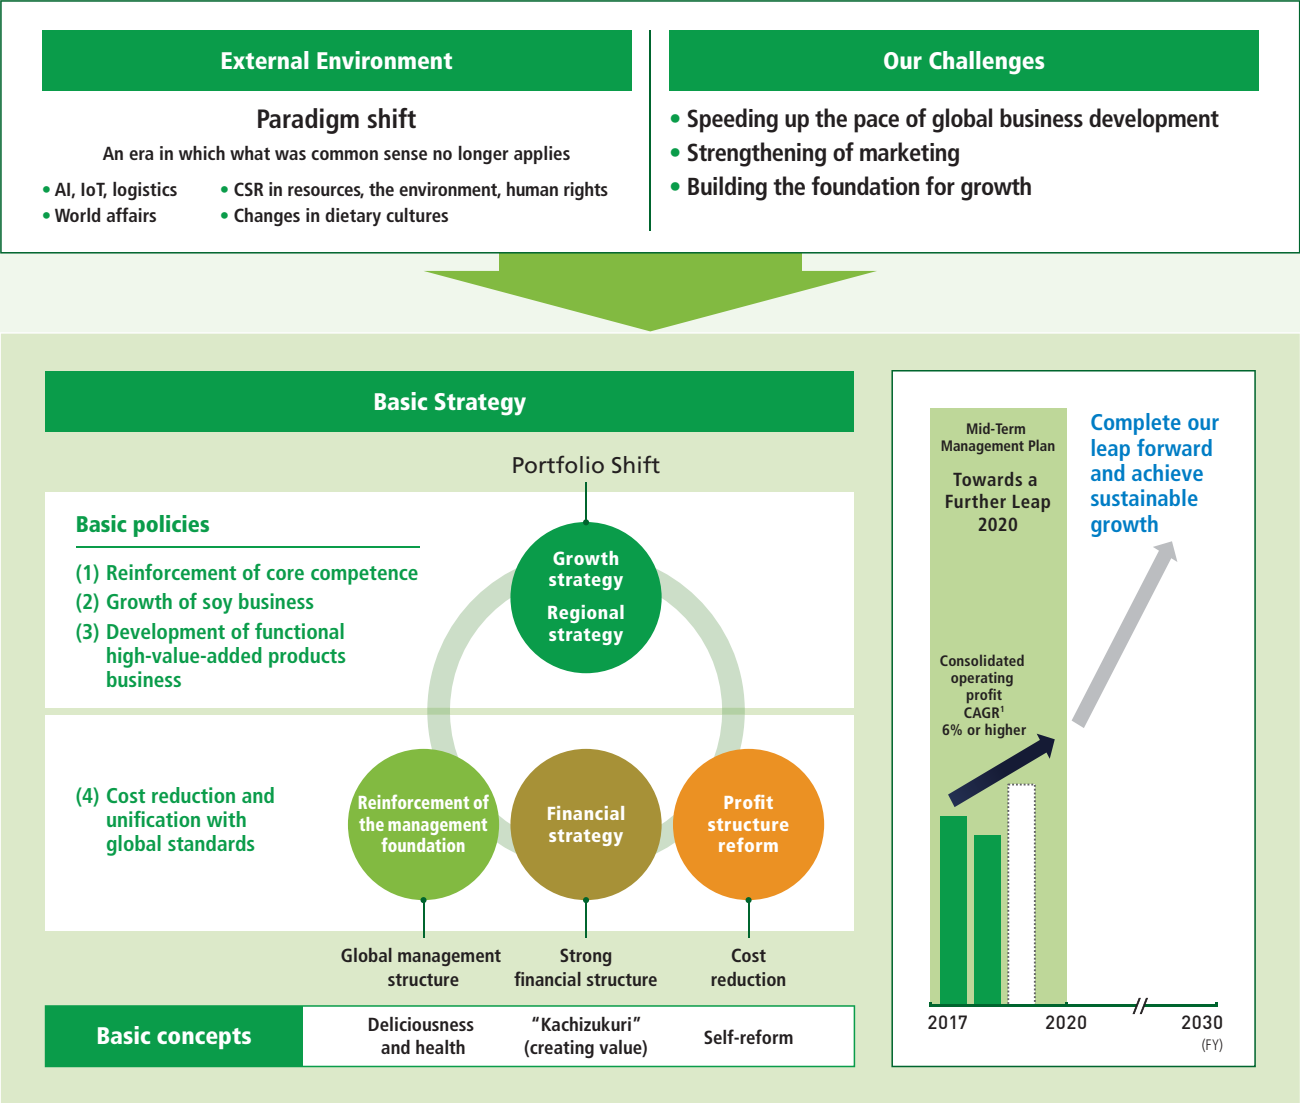 External Environment
Paradigm shift
An era in which what was common sense no longer applies
• AI, IoT, logistics
• World affairs
• CSR in resources, the environment, human rights
• Changes in dietary cultures
Our Challenges
• Speeding up the pace of global business development
• Strengthening of marketing
• Building the foundation for growth
Basic Strategy
Portfolio Shift
Basic policies
(1) Reinforcement of core competence
(2) Growth of soy business
(3) Development of functional
high-value-added products
business
Growth
strategy
Regional
strategy
(4) Cost reduction and
unification with
global standards
Reinforcement of
the management
foundation
Financial
strategy
Profit
structure
reform
Global management
structure
Strong
financial structure
Cost
reduction
Basic concepts
Deliciousness
and health
“Kachizukuri”
(creating value)
Self-reform
Mid-Term
Management Plan
Towards a
Further Leap
2020
Complete our
leap forward
and achieve
sustainable
growth
Consolidated
operating
profit
CAGR1
6% or higher
2017
2020
2030
(FY)